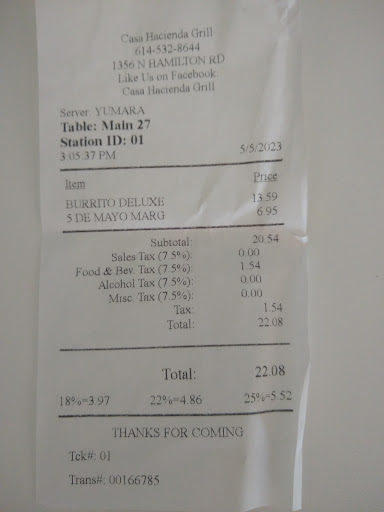 Casa Hacienda Grill
614-532-8644
1356 N HAMILTON RD
Like Us on Facebook:
Casa Hacienda Grill
Server: YUMARA
Table: Main 27
Station ID: 01
3:05:37 PM 5/5/2023
Item Price
BURRITO DELUXE 13.59
5 DE MAYO MARG 6.95
Subtotal: 20.54
Sales Tax (7.5%): 0.00
Food & Bev. Tax (7.5%): 1.54
Alcohol Tax (7.5%): 0.00
Misc. Tax (7.5%): 0.00
Tax: 1.54
Total: 22.08
Total: 22.08
18%=3.97 22%=4.86 25%=5.52
THANKS FOR COMING
Tck#: 01
Trans#: 00166785